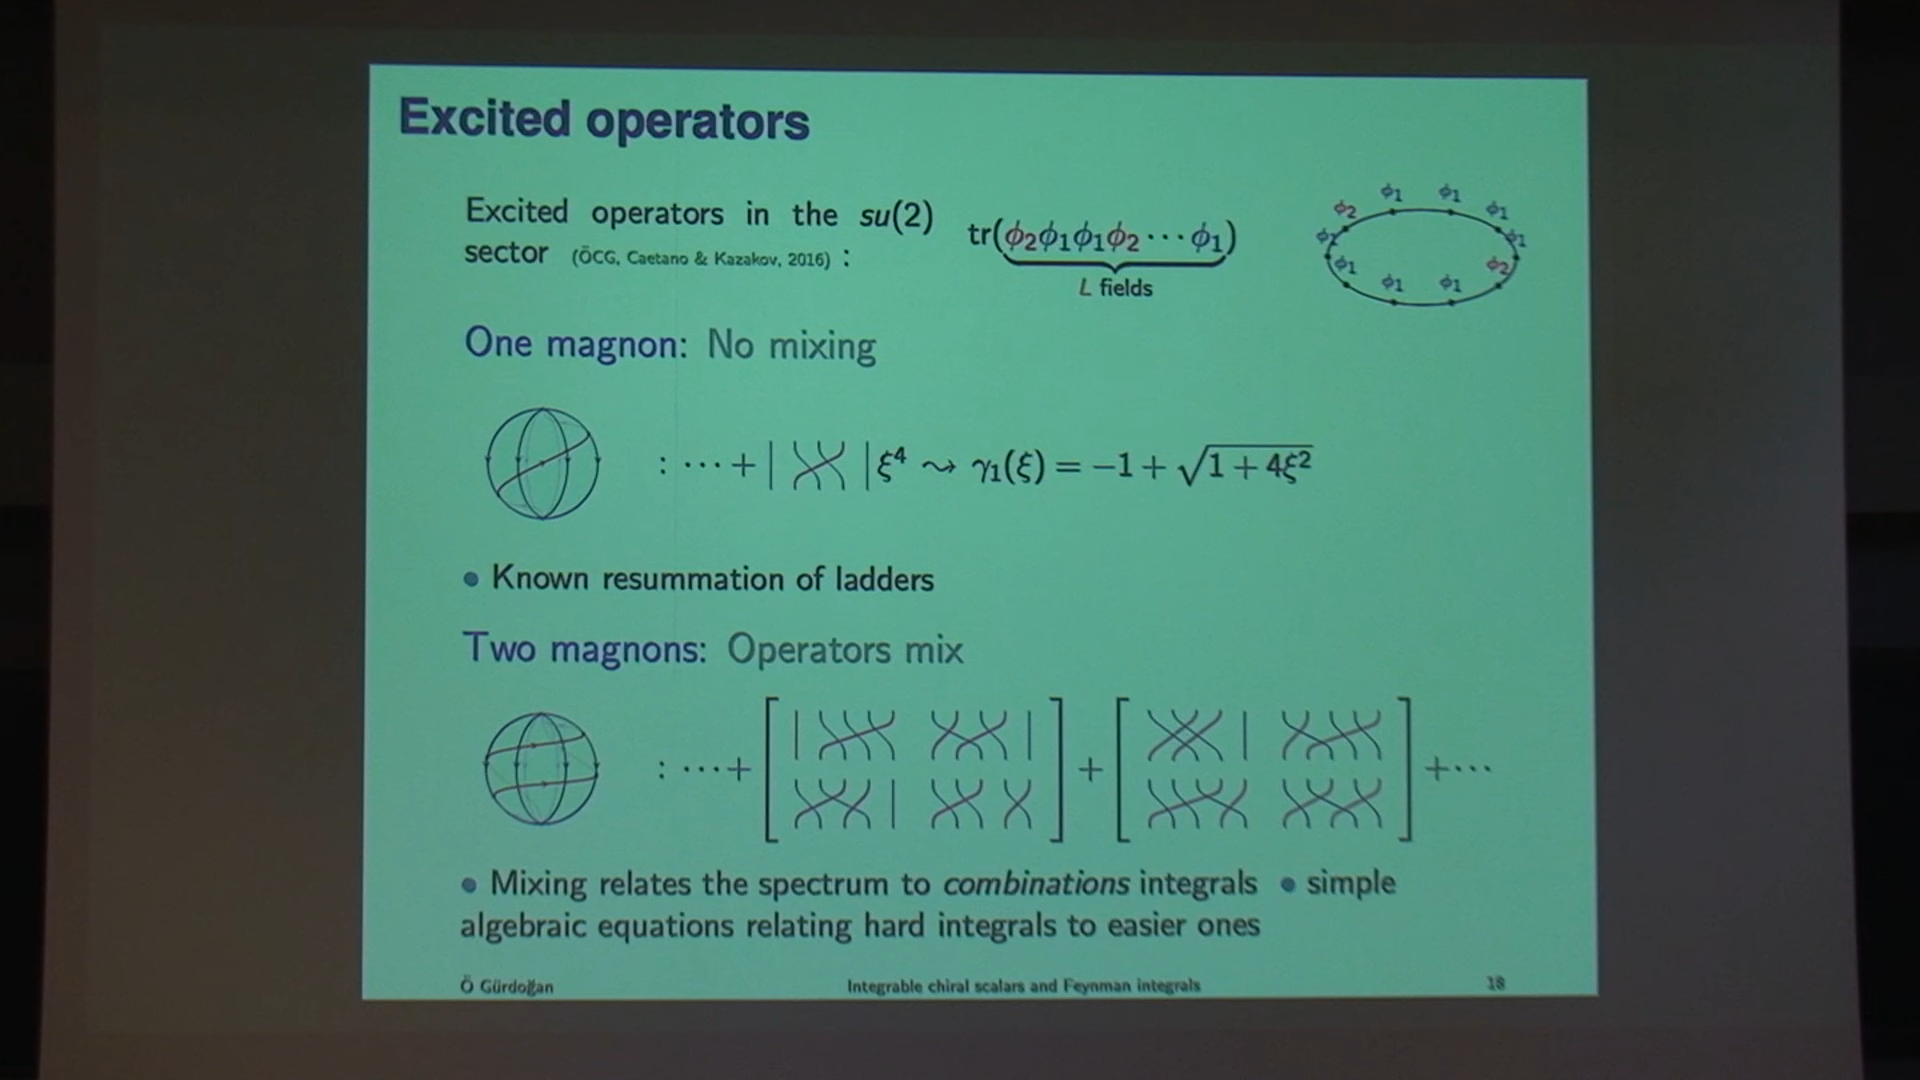 Excited operators
Excited operators in the su(2)
sector (ÖCG, Caetano & Kazakov, 2016) :
tr(ϕ₂ϕ₁ϕ₁ϕ₂ ⋯ ϕ₁)
L fields
ϕ₁ ϕ₁
ϕ₂ ϕ₁
ϕ₁ ϕ₁
ϕ₁ ϕ₂
ϕ₁ ϕ₁
One magnon: No mixing
: ⋯ + | | ξ⁴ ⇝ γ₁(ξ) = −1 + √(1 + 4ξ²)
• Known resummation of ladders
Two magnons: Operators mix
: ⋯ + [ ] + [ ] + ⋯
• Mixing relates the spectrum to combinations integrals • simple
algebraic equations relating hard integrals to easier ones
Ö Gürdoğan Integrable chiral scalars and Feynman integrals 18